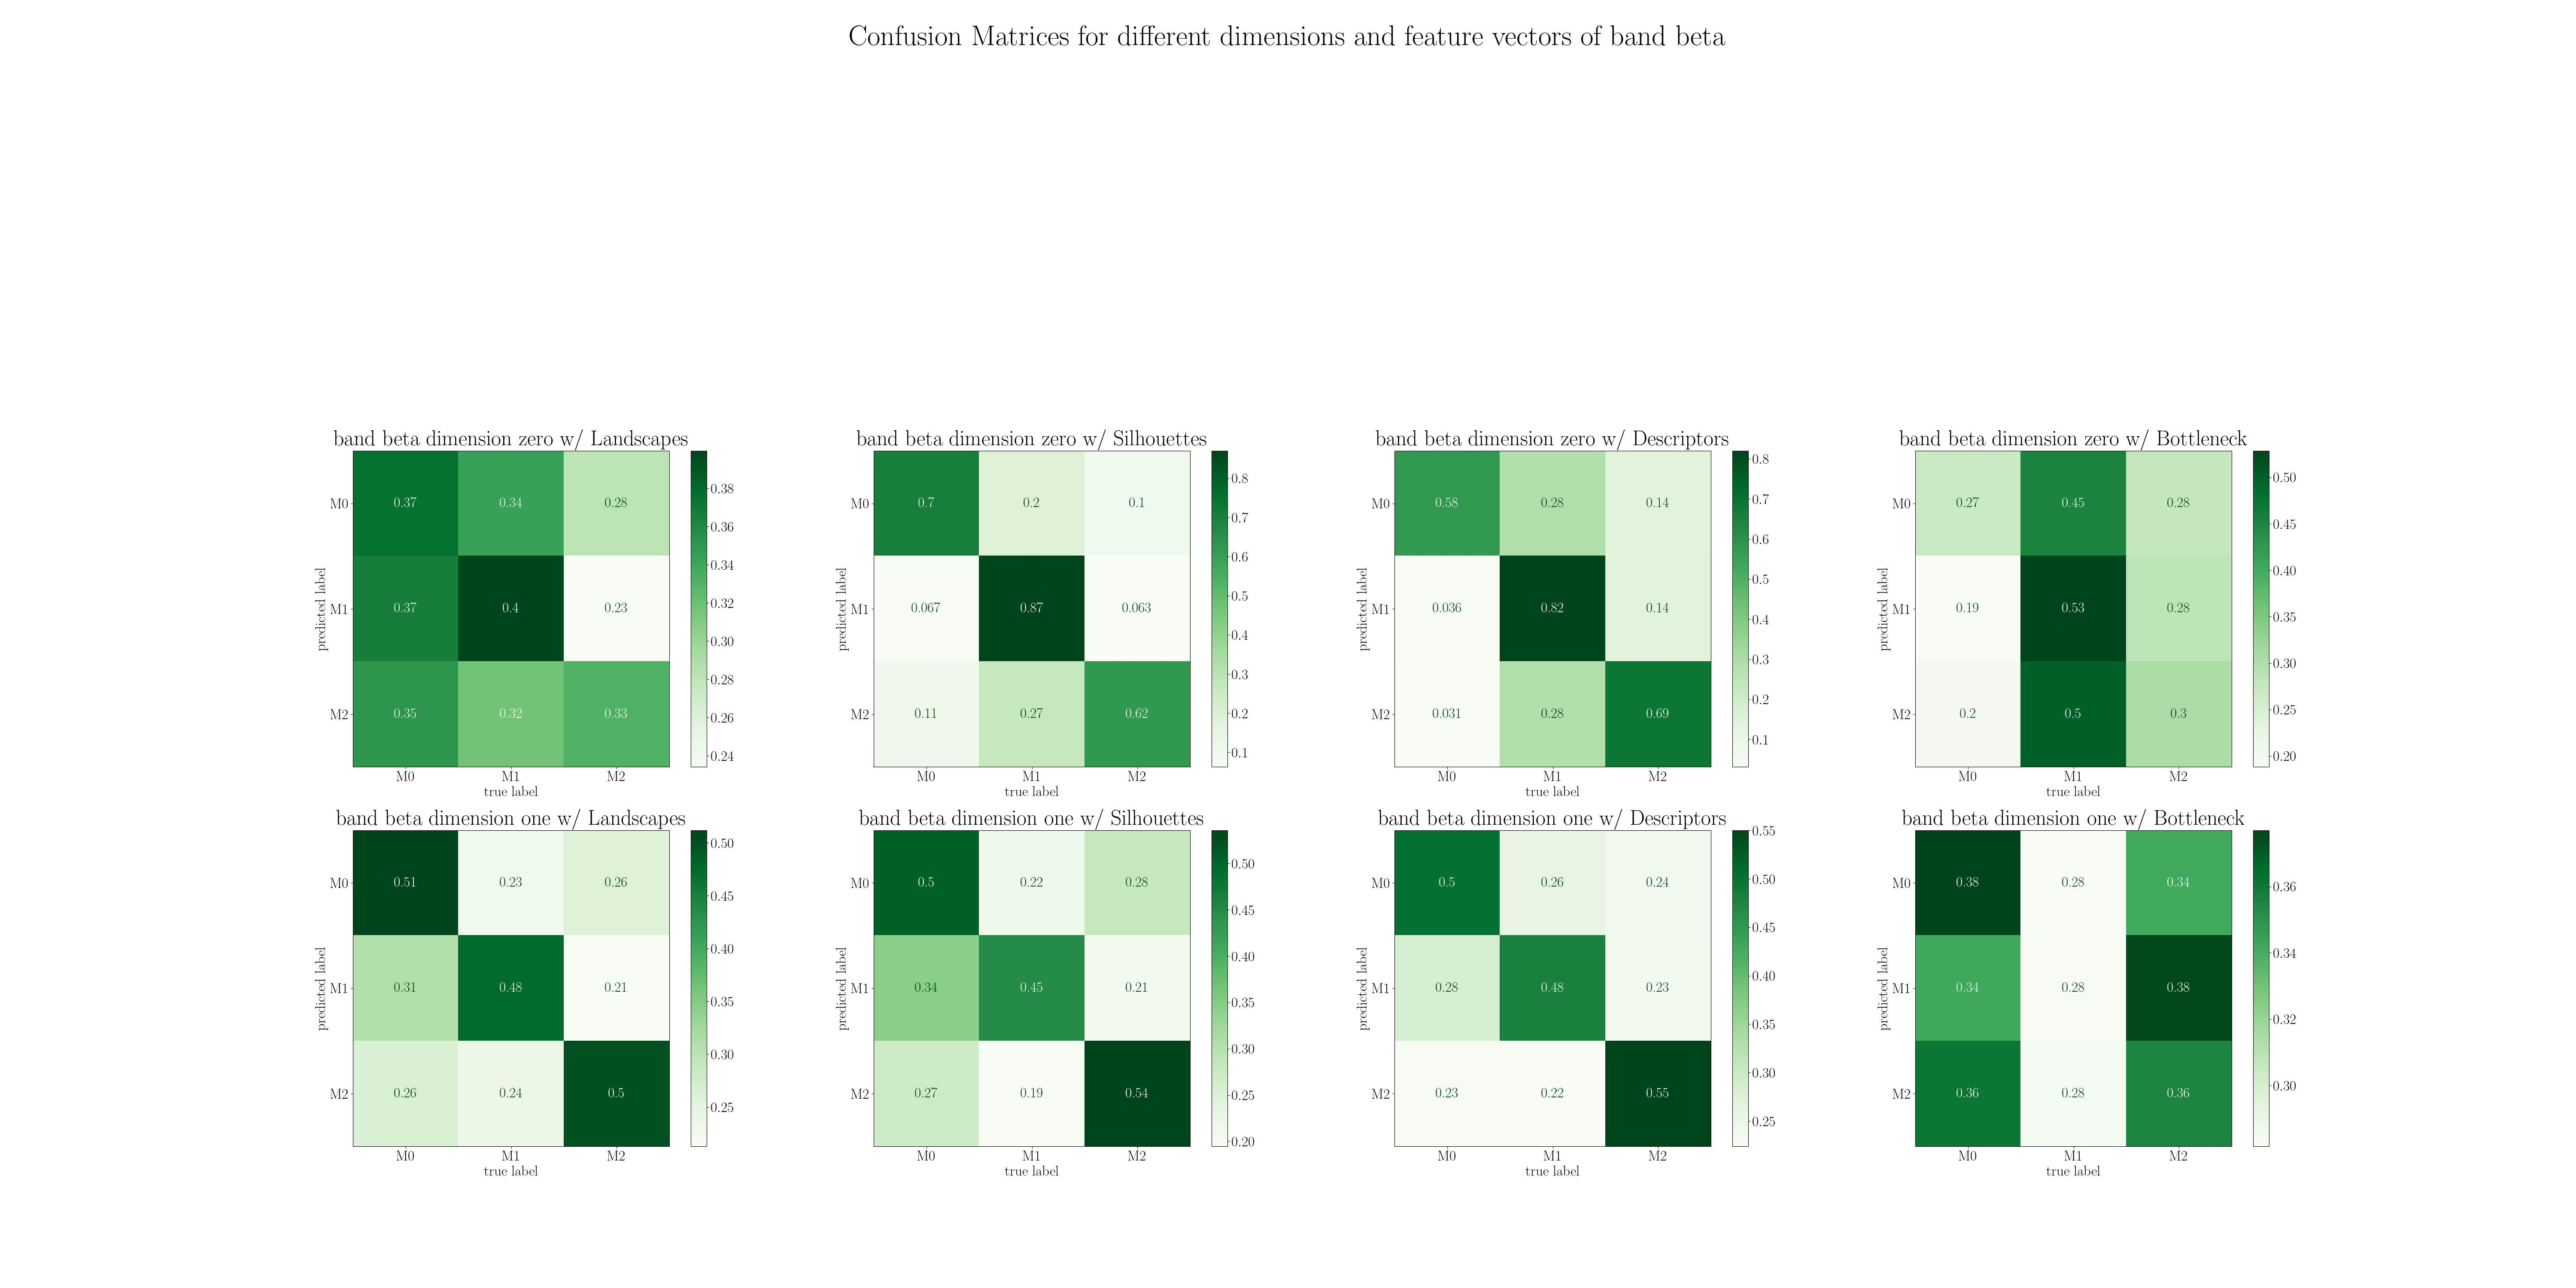 Confusion Matrices for different dimensions and feature vectors of band beta
band beta dimension zero w/ Landscapes
predicted label
M0 0.37 0.34 0.28
M1 0.37 0.4 0.23
M2 0.35 0.32 0.33
M0 M1 M2
true label
0.38
0.36
0.34
0.32
0.30
0.28
0.26
0.24
band beta dimension zero w/ Silhouettes
predicted label
M0 0.7 0.2 0.1
M1 0.067 0.87 0.063
M2 0.11 0.27 0.62
M0 M1 M2
true label
0.8
0.7
0.6
0.5
0.4
0.3
0.2
0.1
band beta dimension zero w/ Descriptors
predicted label
M0 0.58 0.28 0.14
M1 0.036 0.82 0.14
M2 0.031 0.28 0.69
M0 M1 M2
true label
0.8
0.7
0.6
0.5
0.4
0.3
0.2
0.1
band beta dimension zero w/ Bottleneck
predicted label
M0 0.27 0.45 0.28
M1 0.19 0.53 0.28
M2 0.2 0.5 0.3
M0 M1 M2
true label
0.50
0.45
0.40
0.35
0.30
0.25
0.20
band beta dimension one w/ Landscapes
predicted label
M0 0.51 0.23 0.26
M1 0.31 0.48 0.21
M2 0.26 0.24 0.5
M0 M1 M2
true label
0.50
0.45
0.40
0.35
0.30
0.25
band beta dimension one w/ Silhouettes
predicted label
M0 0.5 0.22 0.28
M1 0.34 0.45 0.21
M2 0.27 0.19 0.54
M0 M1 M2
true label
0.50
0.45
0.40
0.35
0.30
0.25
0.20
band beta dimension one w/ Descriptors
predicted label
M0 0.5 0.26 0.24
M1 0.28 0.48 0.23
M2 0.23 0.22 0.55
M0 M1 M2
true label
0.55
0.50
0.45
0.40
0.35
0.30
0.25
band beta dimension one w/ Bottleneck
predicted label
M0 0.38 0.28 0.34
M1 0.34 0.28 0.38
M2 0.36 0.28 0.36
M0 M1 M2
true label
0.36
0.34
0.32
0.30